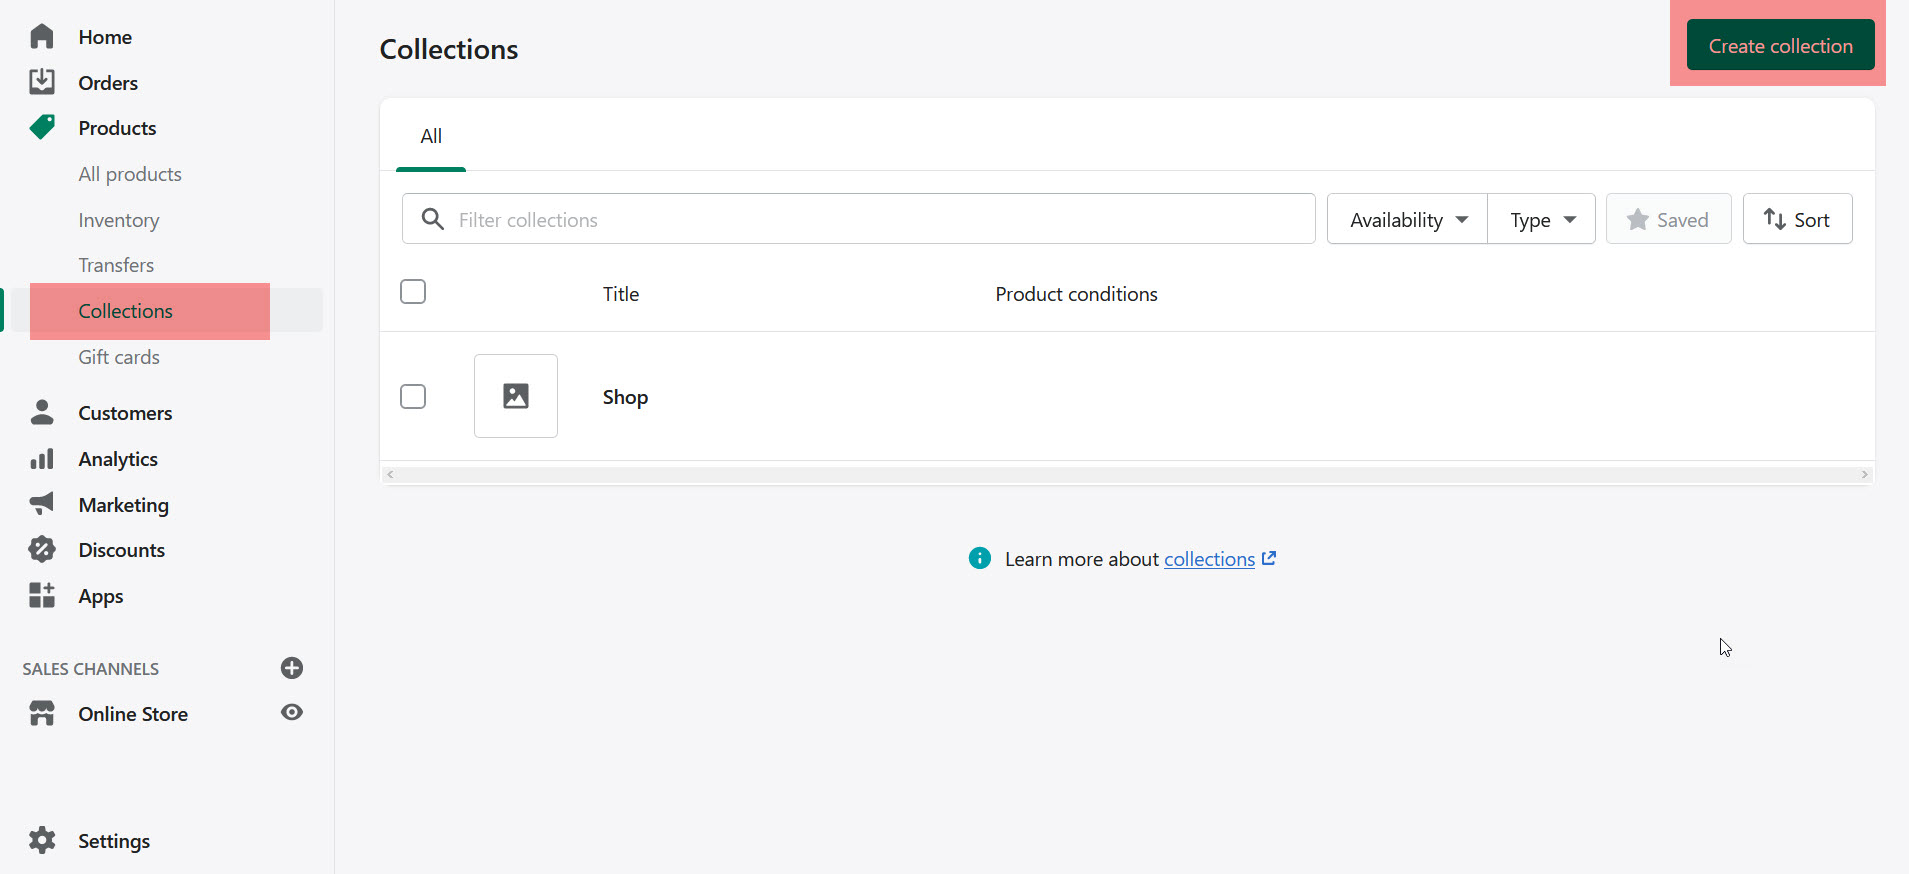 Home
Orders
Products
All products
Inventory
Transfers
Collections
Gift cards
Customers
Analytics
Marketing
Discounts
Apps
SALES CHANNELS
Online Store
Settings
Collections
Create collection
All
Filter collections
Availability
Type
Saved
Sort
Title
Product conditions
Shop
Learn more about collections